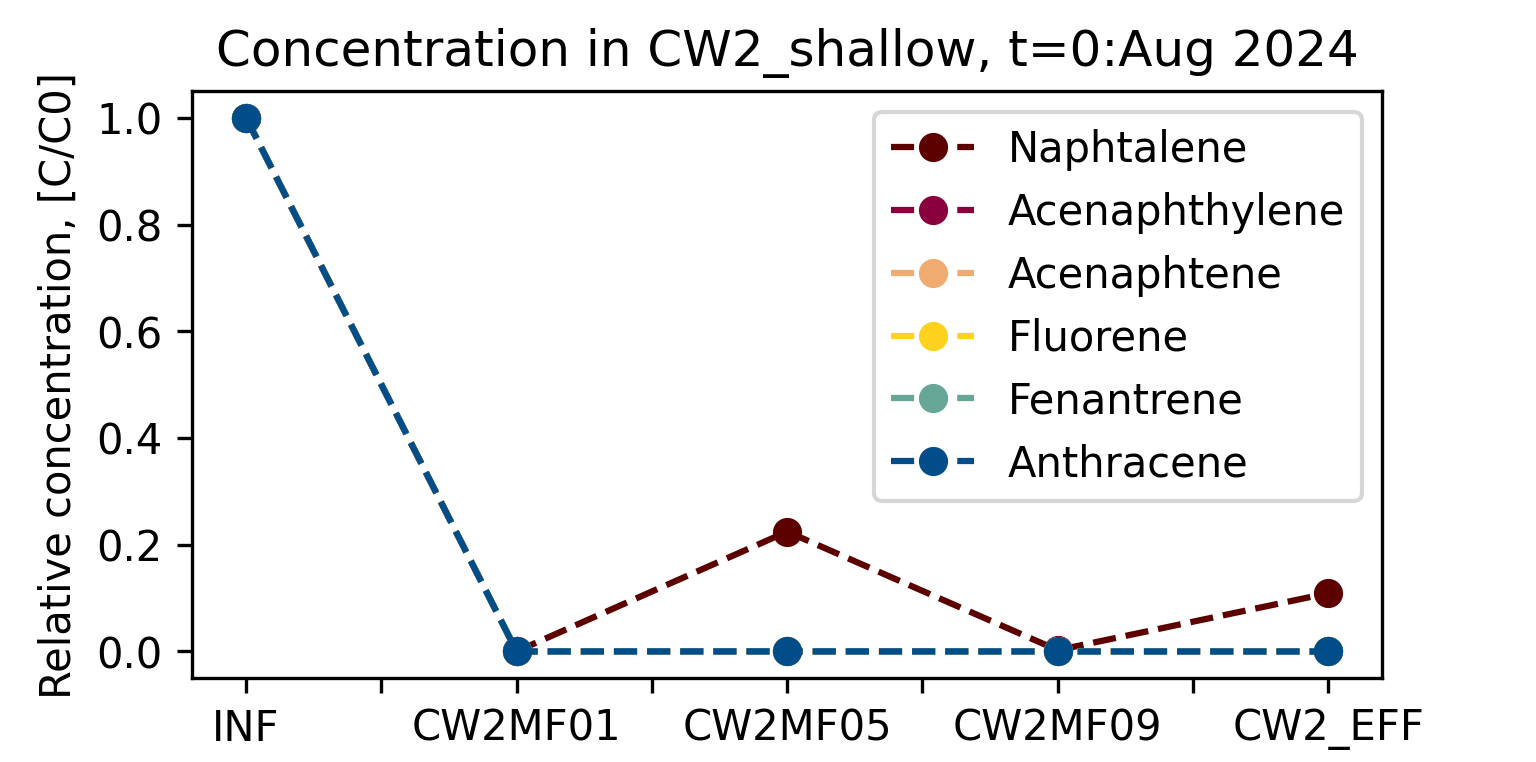 Concentration in CW2_shallow, t=0:Aug 2024
Relative concentration, [C/C0]
1.0
0.8
0.6
0.4
0.2
0.0
Naphtalene
Acenaphthylene
Acenaphtene
Fluorene
Fenantrene
Anthracene
INF
CW2MF01
CW2MF05
CW2MF09
CW2_EFF